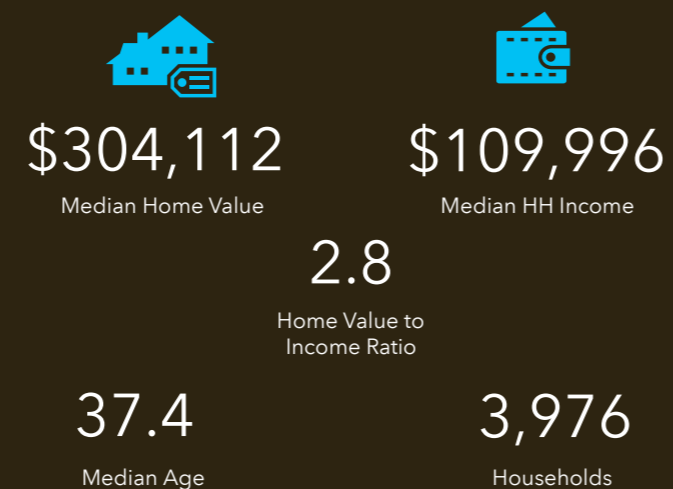 $304,112
Median Home Value
$109,996
Median HH Income
2.8
Home Value to
Income Ratio
37.4
Median Age
3,976
Households